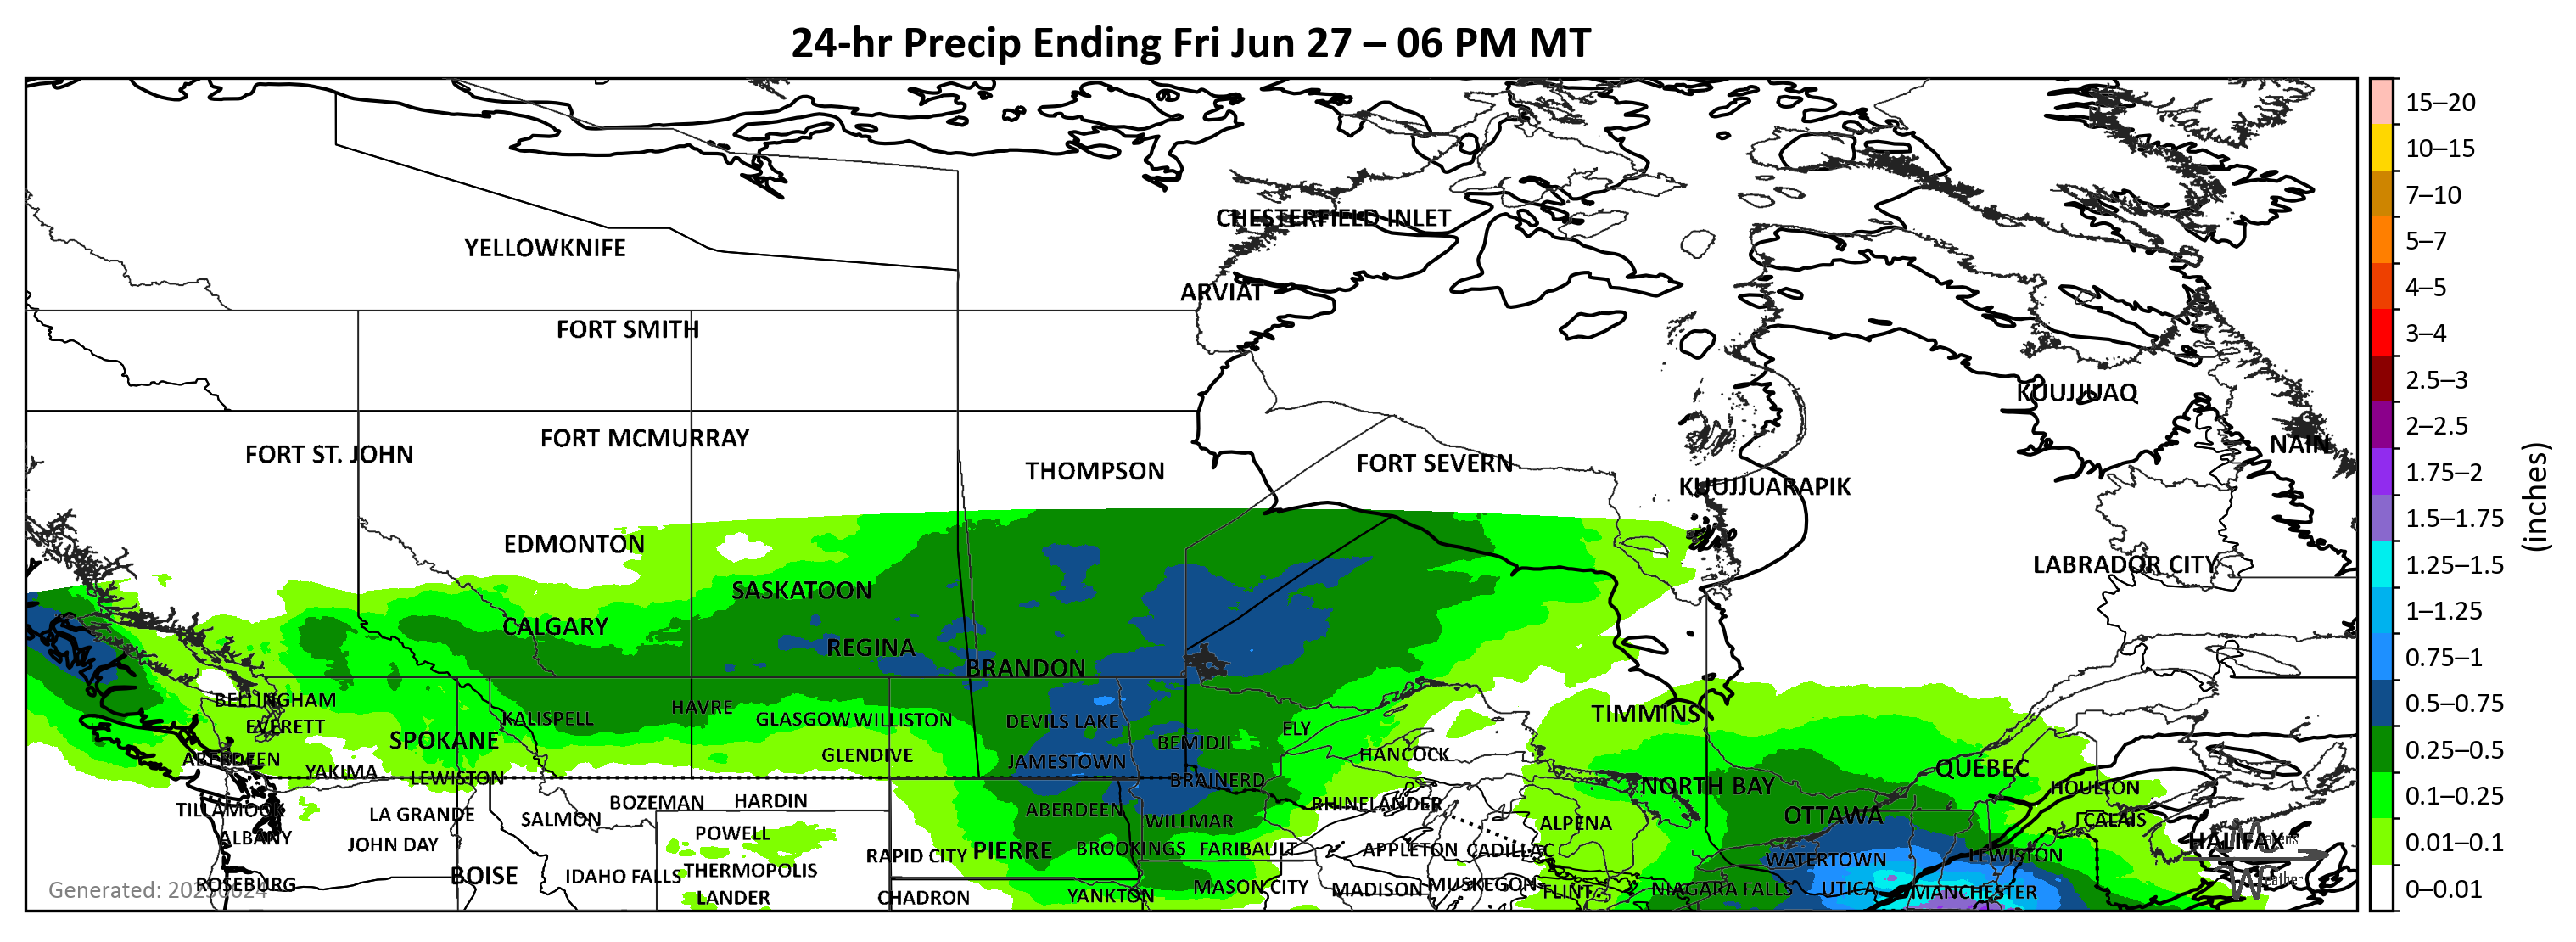 24-hr Precip Ending Fri Jun 27 – 06 PM MT
15–20
10–15
7–10
5–7
4–5
3–4
2.5–3
2–2.5
1.75–2
1.5–1.75
1.25–1.5
1–1.25
0.75–1
0.5–0.75
0.25–0.5
0.1–0.25
0.01–0.1
0–0.01
(inches)
CHESTERFIELD INLET
YELLOWKNIFE
ARVIAT
FORT SMITH
KUUJJUAQ
FORT MCMURRAY
NAIN
FORT ST. JOHN
FORT SEVERN
THOMPSON
KUUJJUARAPIK
EDMONTON
LABRADOR CITY
SASKATOON
CALGARY
REGINA
BRANDON
BELLINGHAM
HAVRE
TIMMINS
KALISPELL
GLASGOW WILLISTON
DEVILS LAKE
EVERETT
ELY
SPOKANE
BEMIDJI
GLENDIVE
HANCOCK
ABERDEEN
JAMESTOWN
QUÉBEC
YAKIMA
LEWISTON
BRAINERD
NORTH BAY
HOULTON
BOZEMAN
HARDIN
RHINELANDER
TILLAMOOK
LA GRANDE
SALMON
ABERDEEN
WILLMAR
OTTAWA
ALPENA
CALAIS
ALBANY
JOHN DAY
POWELL
HALIFAX
RAPID CITY
PIERRE
BROOKINGS
FARIBAULT
APPLETON
CADILLAC
WATERTOWN
LEWISTON
BOISE
IDAHO FALLS
THERMOPOLIS
ROSEBURG
MASON CITY
MADISON
MUSKEGON
FLINT
NIAGARA FALLS
UTICA
MANCHESTER
LANDER
CHADRON
YANKTON
Generated: 20250624